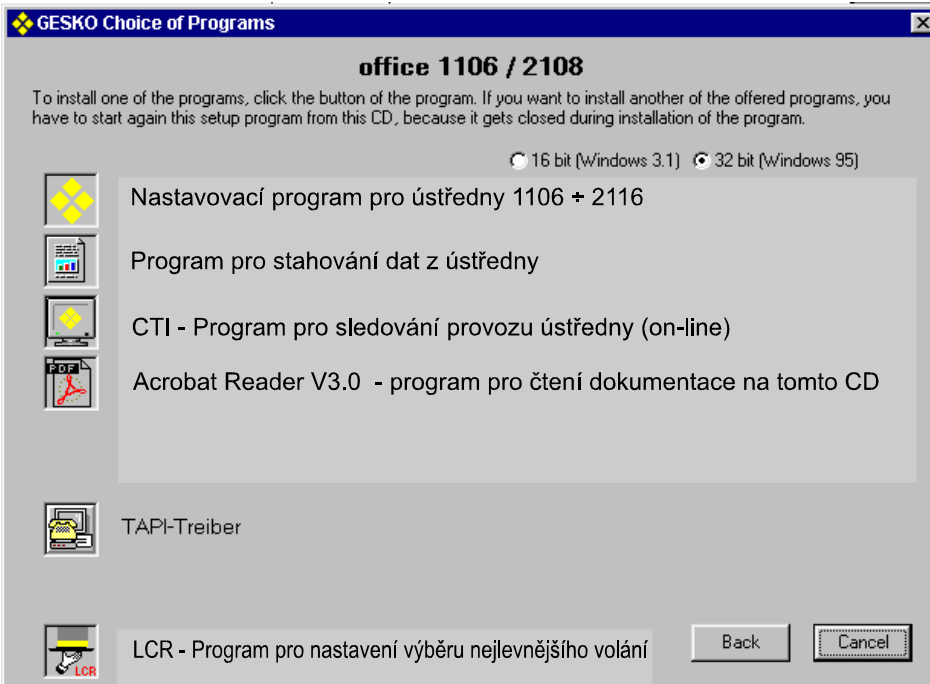 GESKO Choice of Programs
office 1106 / 2108
To install one of the programs, click the button of the program. If you want to install another of the offered programs, you
have to start again this setup program from this CD, because it gets closed during installation of the program.
16 bit (Windows 3.1) 32 bit (Windows 95)
Nastavovací program pro ústředny 1106 ÷ 2116
Program pro stahování dat z ústředny
CTI - Program pro sledování provozu ústředny (on-line)
PDF
Acrobat Reader V3.0 - program pro čtení dokumentace na tomto CD
TAPI-Treiber
LCR
LCR - Program pro nastavení výběru nejlevnějšího volání
Back
Cancel